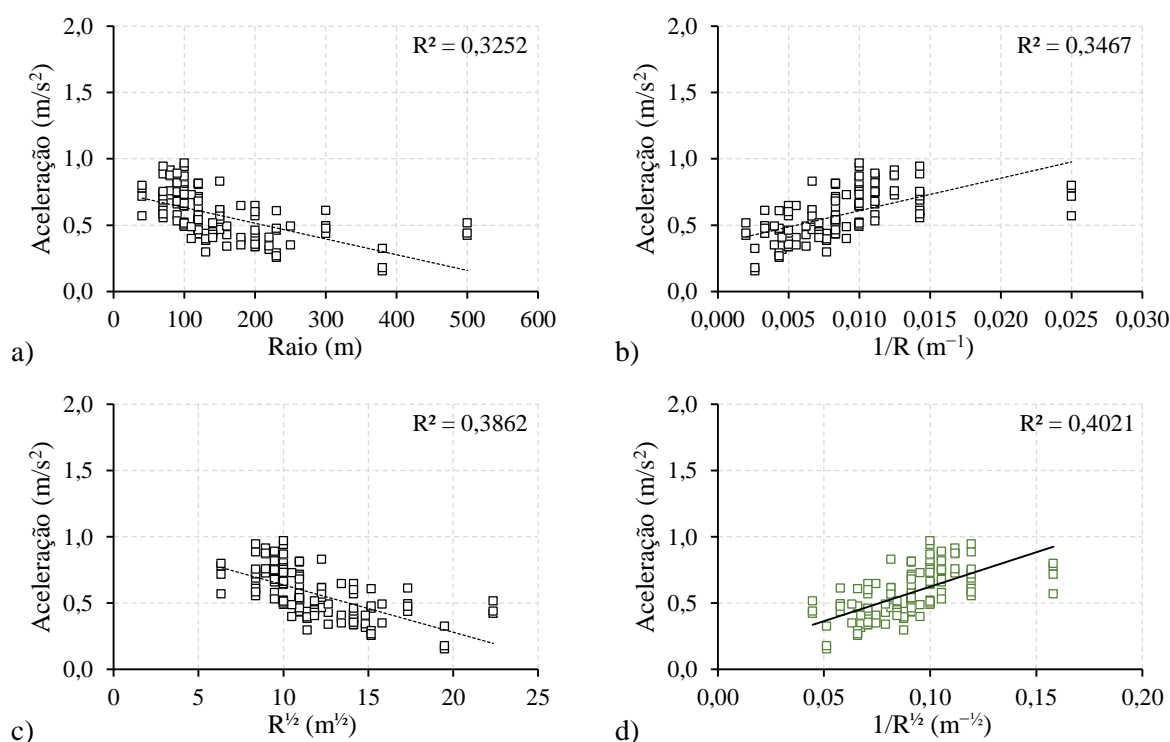 2,0
1,5
1,0
0,5
0,0
Aceleração (m/s²)
R² = 0,3252
0 100 200 300 400 500 600
Raio (m)
a)
2,0
1,5
1,0
0,5
0,0
Aceleração (m/s²)
R² = 0,3467
0,000 0,005 0,010 0,015 0,020 0,025 0,030
1/R (m⁻¹)
b)
2,0
1,5
1,0
0,5
0,0
Aceleração (m/s²)
R² = 0,3862
0 5 10 15 20 25
R^½ (m^½)
c)
2,0
1,5
1,0
0,5
0,0
Aceleração (m/s²)
R² = 0,4021
0,00 0,05 0,10 0,15 0,20
1/R^½ (m^−½)
d)